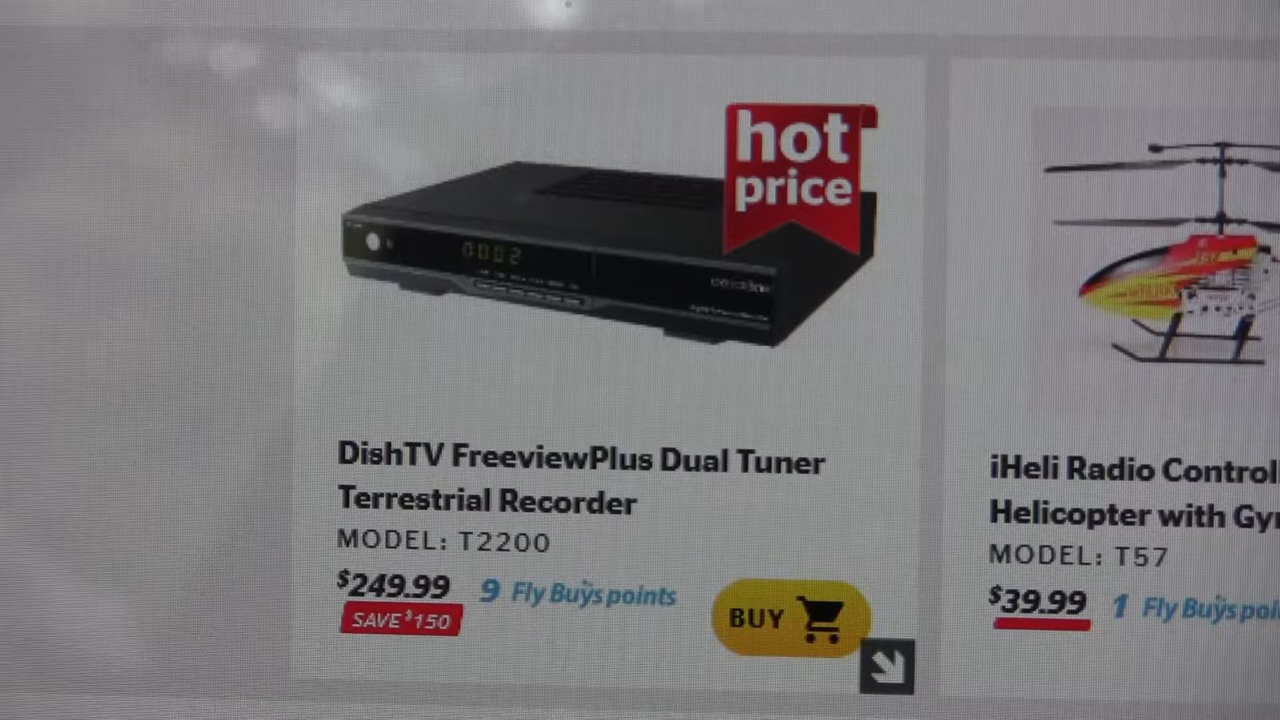 hot
price
0002
DishTV FreeviewPlus Dual Tuner
Terrestrial Recorder
MODEL: T2200
$249.99
9 Fly Buys points
SAVE $150
BUY
iHeli Radio Control
Helicopter with Gy
MODEL: T57
$39.99
1 Fly Buys poi